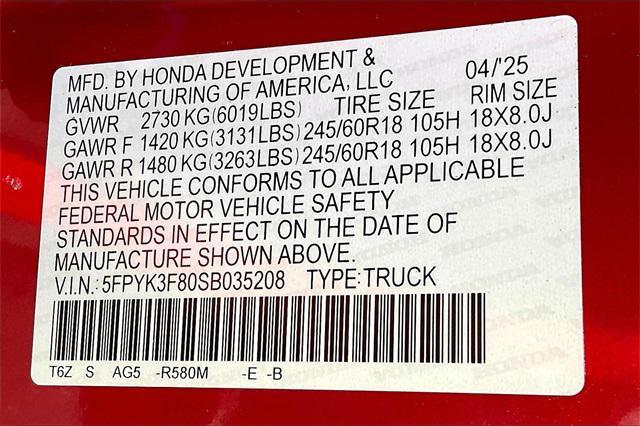 MFD. BY HONDA DEVELOPMENT &
MANUFACTURING OF AMERICA, LLC 04/'25
GVWR 2730 KG(6019LBS) TIRE SIZE RIM SIZE
GAWR F 1420 KG(3131LBS) 245/60R18 105H 18X8.0J
GAWR R 1480 KG(3263LBS) 245/60R18 105H 18X8.0J
THIS VEHICLE CONFORMS TO ALL APPLICABLE
FEDERAL MOTOR VEHICLE SAFETY
STANDARDS IN EFFECT ON THE DATE OF
MANUFACTURE SHOWN ABOVE.
V.I.N.: 5FPYK3F80SB035208 TYPE:TRUCK
T6Z S AG5 -R580M -E -B